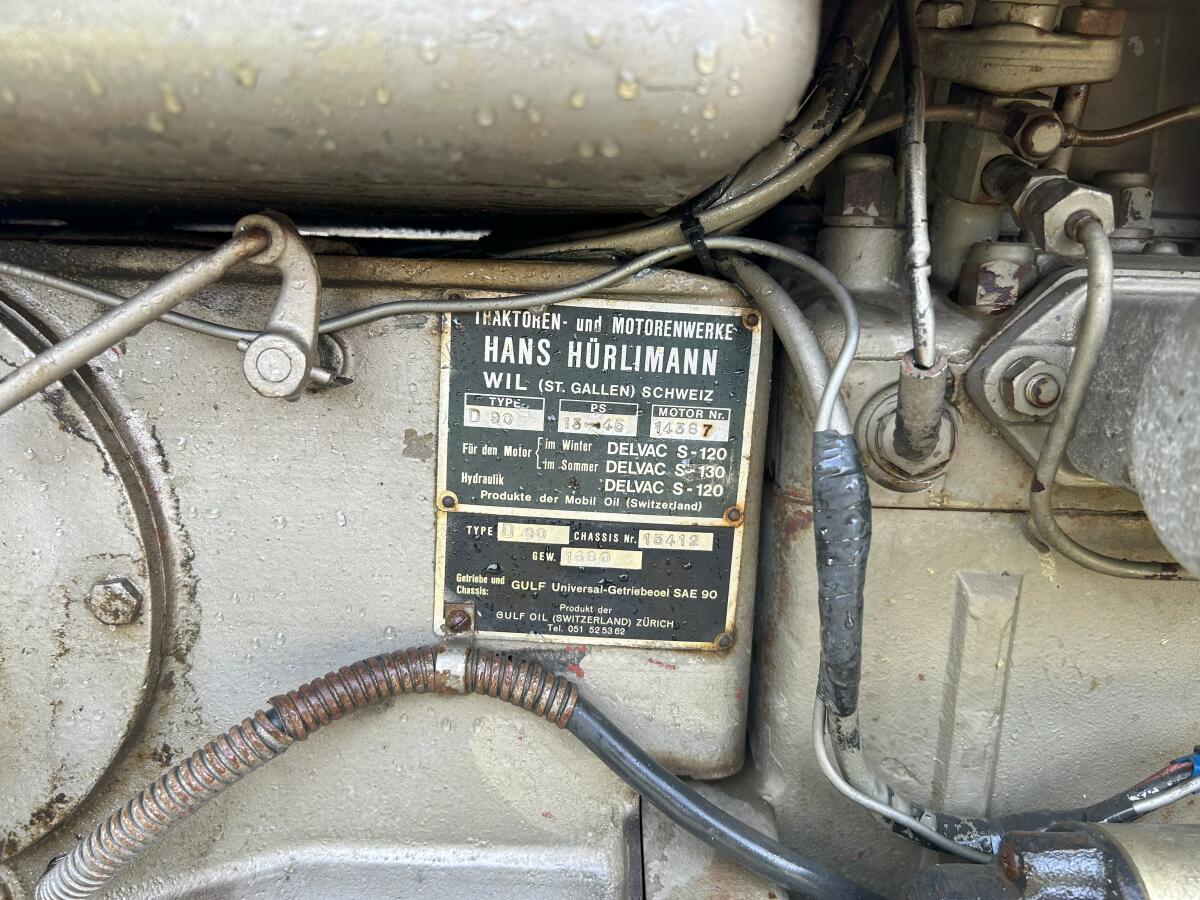 TRAKTOREN- und MOTORENWERKE
HANS HÜRLIMANN
WIL (ST. GALLEN) SCHWEIZ
TYPE PS MOTOR Nr.
D 90 13-45 14387
Für den Motor { im Winter DELVAC S-120
im Sommer DELVAC S-130
Hydraulik DELVAC S-120
Produkte der Mobil Oil (Switzerland)
TYPE D 90 CHASSIS Nr. 15412
GEW. 1680
Getriebe und Chassis: GULF Universal-Getriebeoel SAE 90
Produkt der
GULF OIL (SWITZERLAND) ZÜRICH
Tel. 051 52 53 62